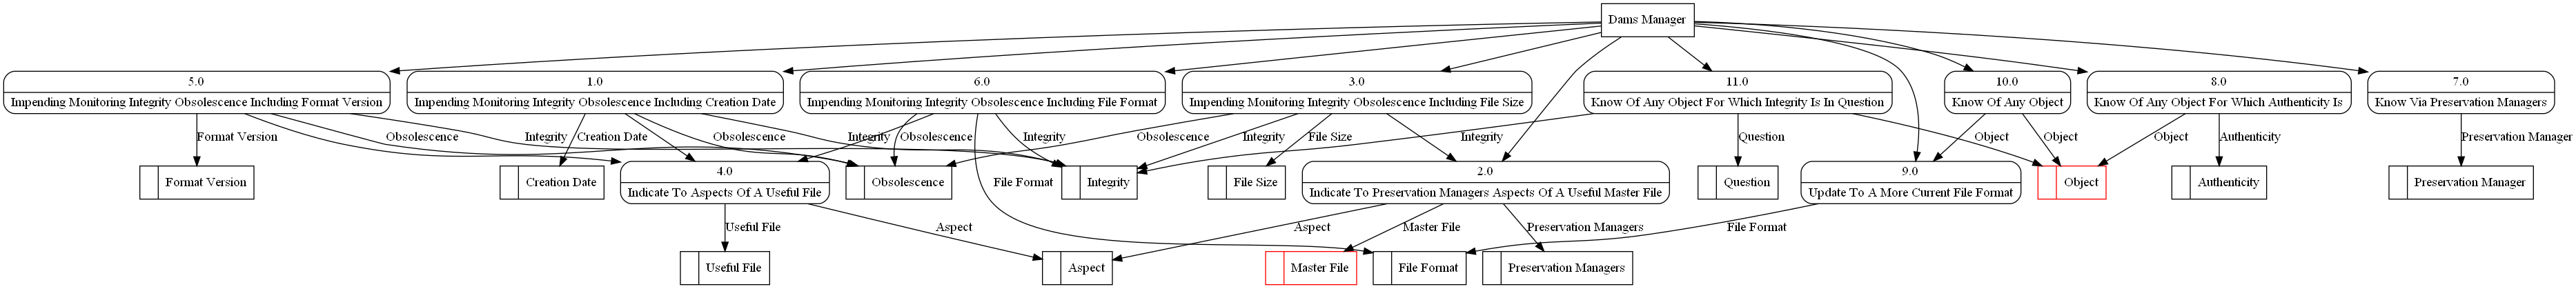 Dams Manager
5.0
Impending Monitoring Integrity Obsolescence Including Format Version
1.0
Impending Monitoring Integrity Obsolescence Including Creation Date
6.0
Impending Monitoring Integrity Obsolescence Including File Format
3.0
Impending Monitoring Integrity Obsolescence Including File Size
11.0
Know Of Any Object For Which Integrity Is In Question
10.0
Know Of Any Object
8.0
Know Of Any Object For Which Authenticity Is
7.0
Know Via Preservation Managers
Format Version
Obsolescence
Integrity
Creation Date
Obsolescence
Integrity
Obsolescence
Integrity
Obsolescence
Integrity
File Size
Integrity
Question
Object
Object
Object
Authenticity
Preservation Manager
Format Version
Creation Date
4.0
Indicate To Aspects Of A Useful File
Obsolescence
File Format
Integrity
File Size
2.0
Indicate To Preservation Managers Aspects Of A Useful Master File
Question
9.0
Update To A More Current File Format
Object
Authenticity
Preservation Manager
Useful File
Aspect
Aspect
Master File
Preservation Managers
File Format
Useful File
Aspect
Master File
File Format
Preservation Managers